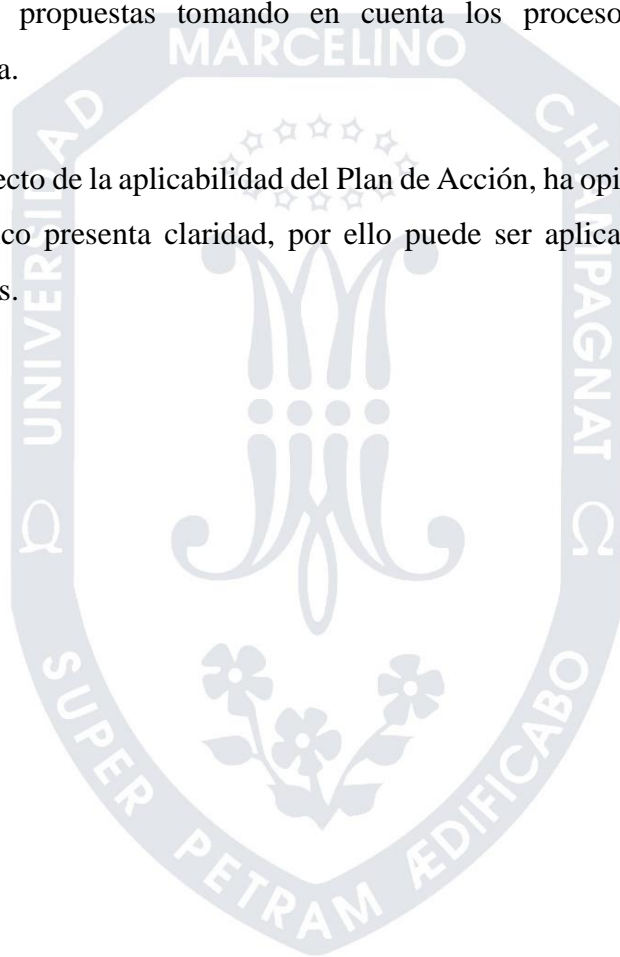 propuestas tomando en cuenta los proceso
a.
ecto de la aplicabilidad del Plan de Acción, ha opi
co presenta claridad, por ello puede ser aplica
s.
UNIVERSIDAD MARCELINO CHAMPAGNAT
SUPER PETRAM ÆDIFICABO